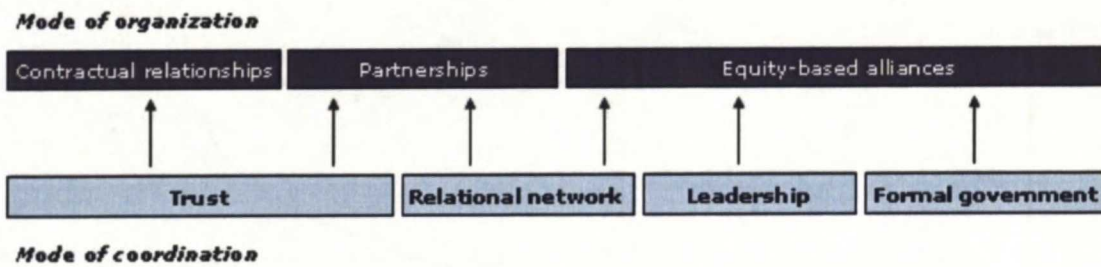 Mode of organization
Contractual relationships Partnerships Equity-based alliances
Trust Relational network Leadership Formal government
Mode of coordination